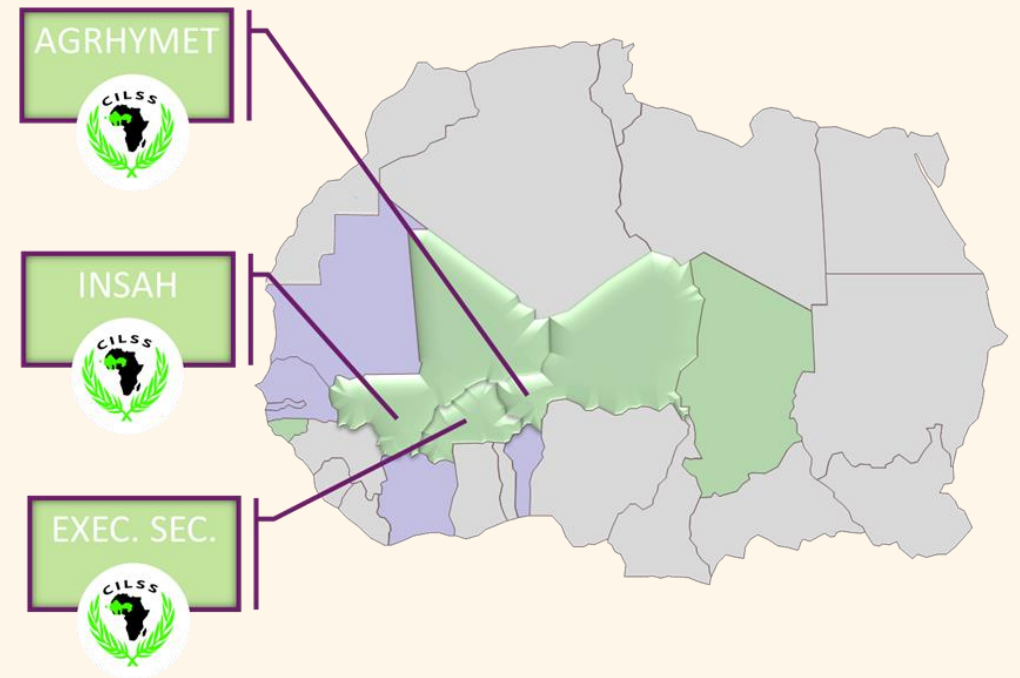 AGRHYMET
CILSS
INSAH
CILSS
EXEC. SEC.
CILSS